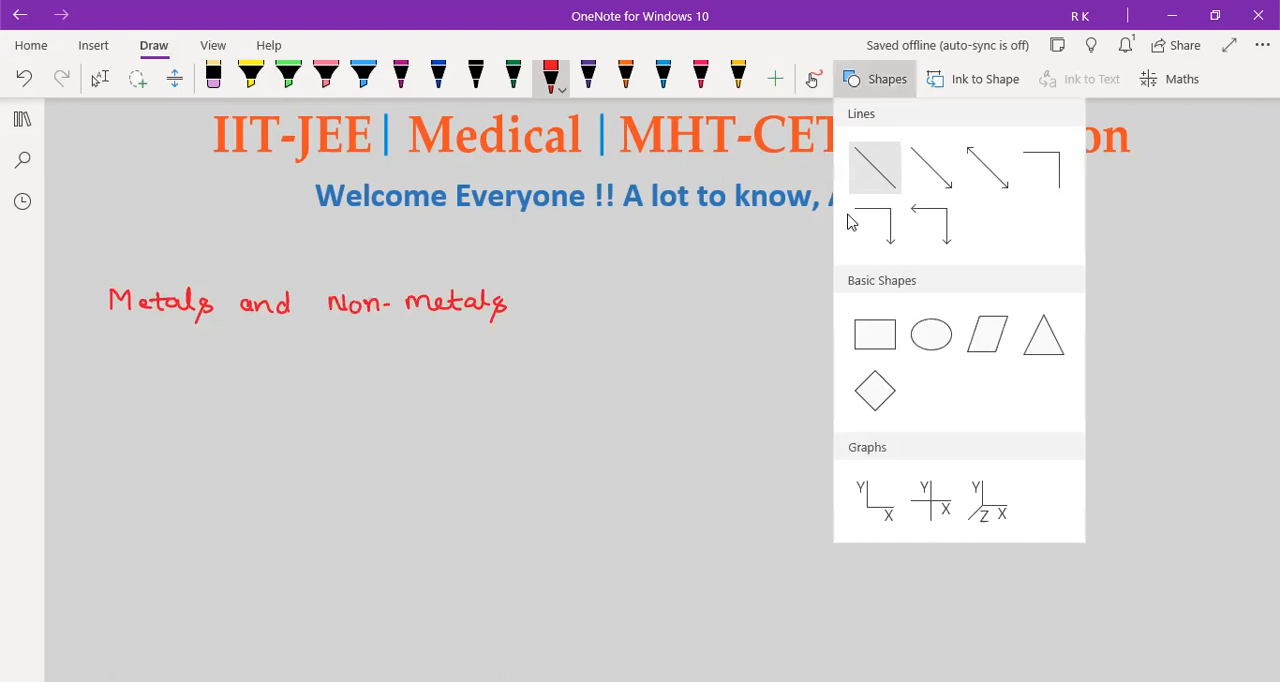 OneNote for Windows 10
R K
Home Insert Draw View Help
Saved offline (auto-sync is off)
1
Share
Shapes
Ink to Shape
Ink to Text
Maths
Lines
IIT-JEE | Medical | MHT-CET
on
Welcome Everyone !! A lot to know, A
Metals and Non-metals
Basic Shapes
Graphs
Y X
Y X
Y Z X